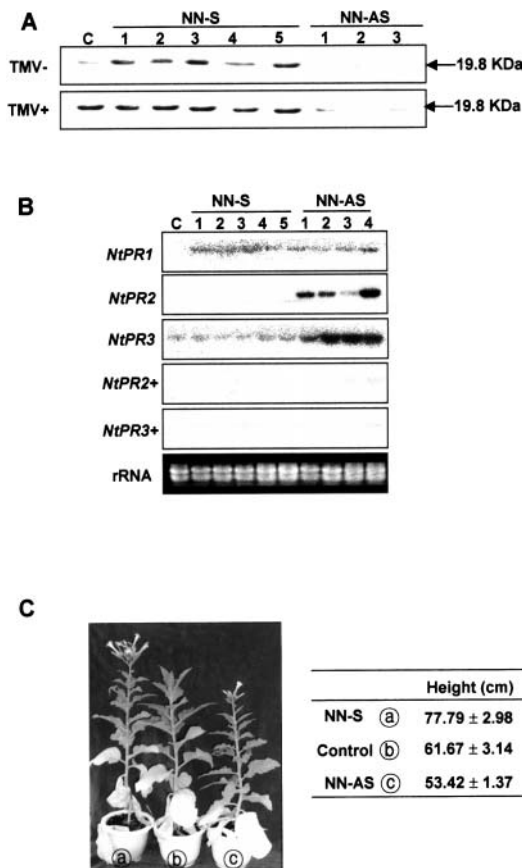 A
NN-S NN-AS
C 1 2 3 4 5 1 2 3
TMV- 19.8 KDa
TMV+ 19.8 KDa
B
NN-S NN-AS
C 1 2 3 4 5 1 2 3 4
NtPR1
NtPR2
NtPR3
NtPR2+
NtPR3+
rRNA
C
a b c
Height (cm)
NN-S a 77.79 ± 2.98
Control b 61.67 ± 3.14
NN-AS c 53.42 ± 1.37